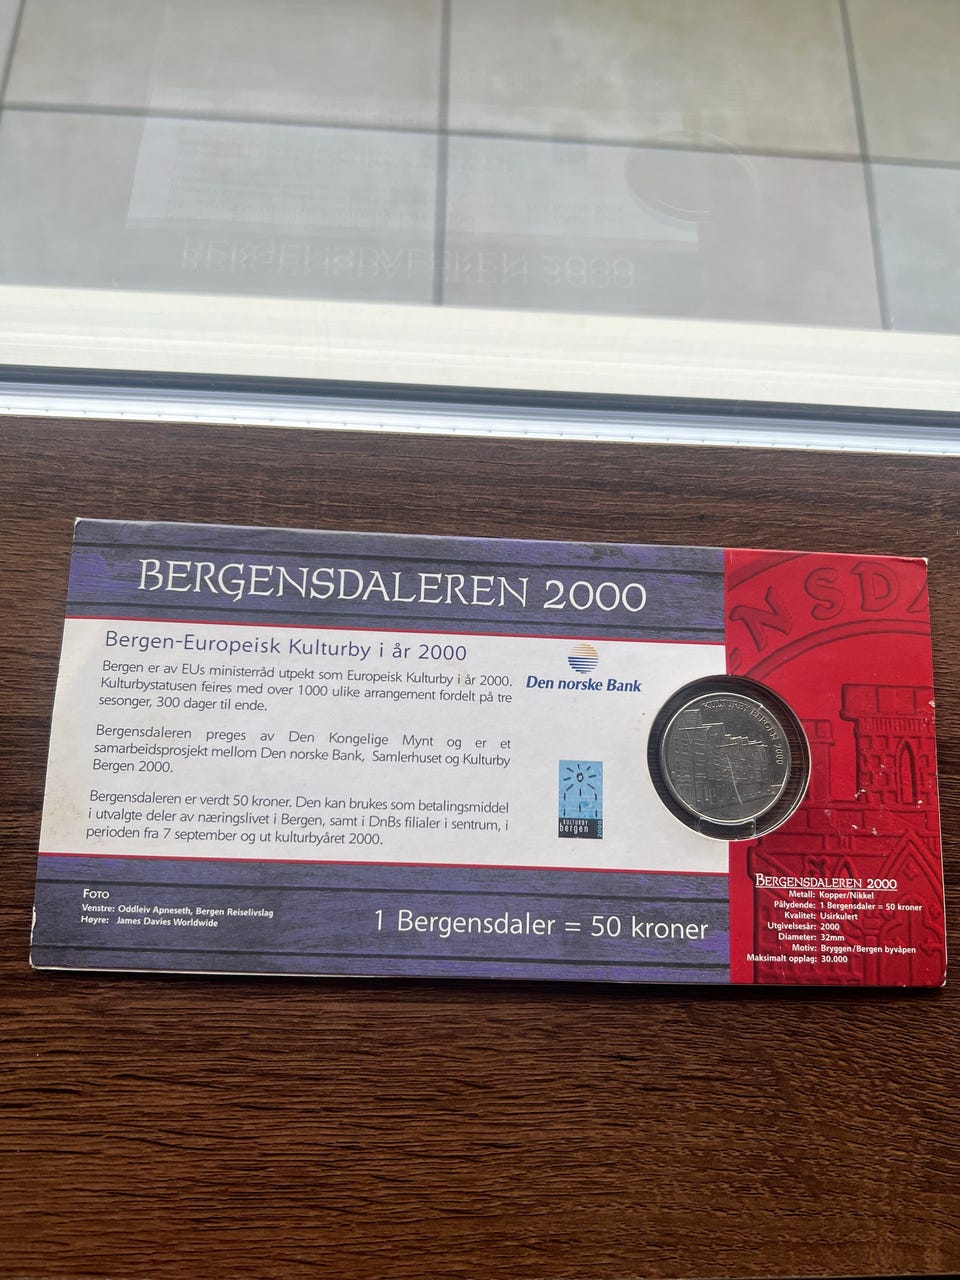 BERGENSDALEREN 2000
BERGENSDALEREN 2000
Bergen-Europeisk Kulturby i år 2000
Bergen er av EUs ministerråd utpekt som Europeisk Kulturby i år 2000.
Kulturbystatusen feires med over 1000 ulike arrangement fordelt på tre
sesonger, 300 dager til ende.
Bergensdaleren preges av Den Kongelige Mynt og er et
samarbeidsprosjekt mellom Den norske Bank, Samlerhuset og Kulturby
Bergen 2000.
Bergensdaleren er verdt 50 kroner. Den kan brukes som betalingsmiddel
i utvalgte deler av næringslivet i Bergen, samt i DnBs filialer i sentrum, i
perioden fra 7 september og ut kulturbyåret 2000.
Den norske Bank
KULTURBY
bergen
2000
KULTURBY BERGEN 2000
NSDA
FOTO
Venstre: Oddleiv Apneseth, Bergen Reiselivslag
Høyre: James Davies Worldwide
1 Bergensdaler = 50 kroner
BERGENSDALEREN 2000
Metall: Kopper/Nikkel
Pålydende: 1 Bergensdaler = 50 kroner
Kvalitet: Usirkulert
Utgivelsesår: 2000
Diameter: 32mm
Motiv: Bryggen/Bergen byvåpen
Maksimalt opplag: 30.000